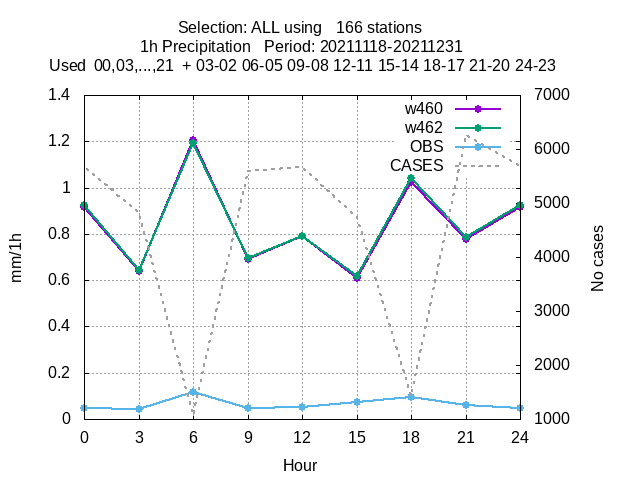 Selection: ALL using   166 stations
1h Precipitation   Period: 20211118-20211231
Used  00,03,...,21  + 03-02 06-05 09-08 12-11 15-14 18-17 21-20 24-23
1.4
1.2
1
0.8
0.6
0.4
0.2
0
mm/1h
w460
w462
OBS
CASES
7000
6000
5000
4000
3000
2000
1000
No cases
0 3 6 9 12 15 18 21 24
Hour